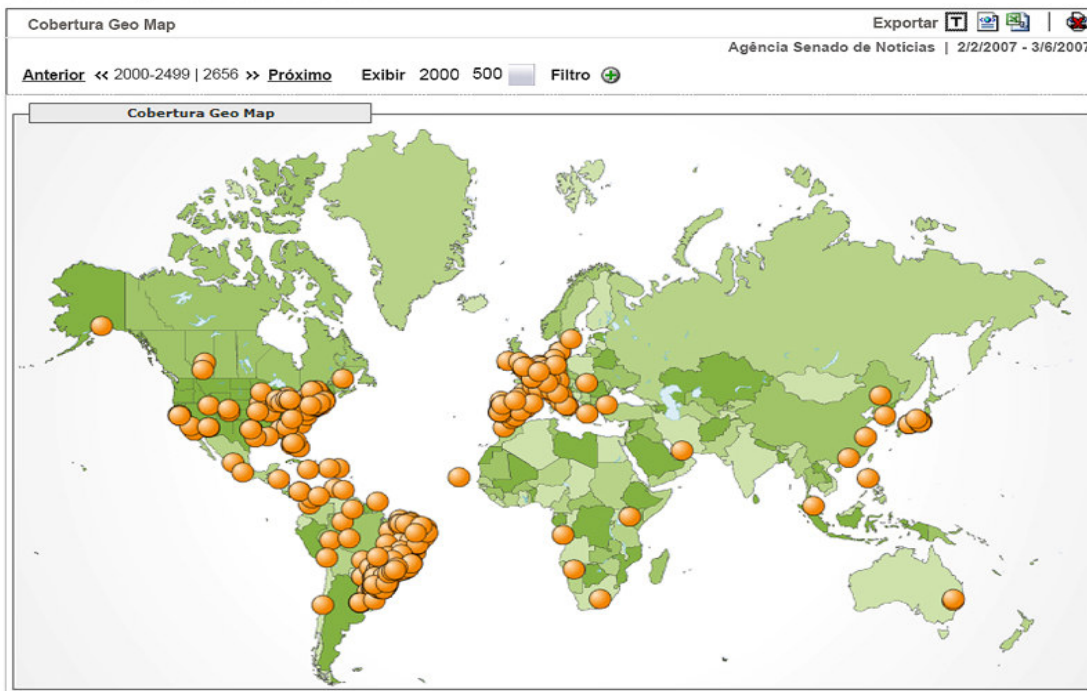 Cobertura Geo Map
Exportar T
Agência Senado de Notícias | 2/2/2007 - 3/6/2007
Anterior << 2000-2499 | 2656 >> Próximo Exibir 2000 500 Filtro
Cobertura Geo Map